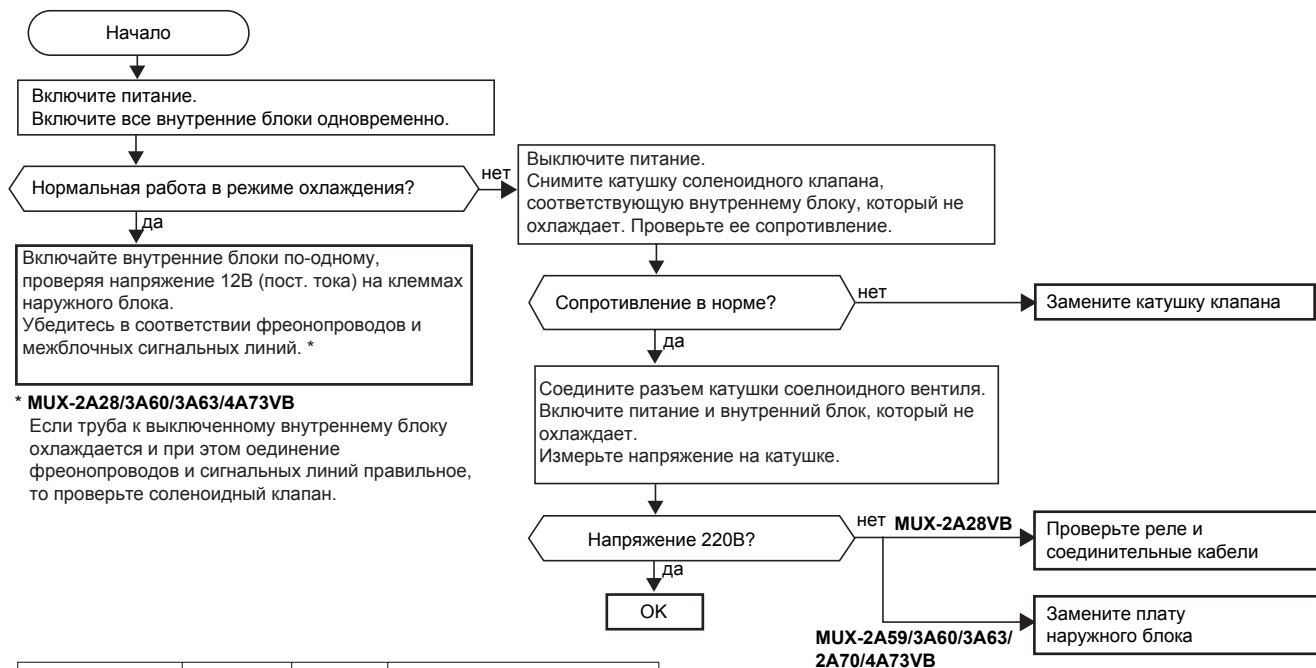 Начало
Включите питание.
Включите все внутренние блоки одновременно.
Нормальная работа в режиме охлаждения?
нет
да
Включайте внутренние блоки по-одному,
проверяя напряжение 12В (пост. тока) на клеммах
наружного блока.
Убедитесь в соответствии фреонопроводов и
межблочных сигнальных линий. *
* MUX-2A28/3A60/3A63/4A73VB
Если труба к выключенному внутреннему блоку
охлаждается и при этом оединение
фреонопроводов и сигнальных линий правильное,
то проверьте соленоидный клапан.
Выключите питание.
Снимите катушку соленоидного клапана,
соответствующую внутреннему блоку, который не
охлаждает. Проверьте ее сопротивление.
Сопротивление в норме?
нет
Замените катушку клапана
да
Соедините разъем катушки соелноидного вентиля.
Включите питание и внутренний блок, который не
охлаждает.
Измерьте напряжение на катушке.
Напряжение 220В?
нет MUX-2A28VB
Проверьте реле и
соединительные кабели
да
OK
MUX-2A59/3A60/3A63/
2A70/4A73VB
Замените плату
наружного блока